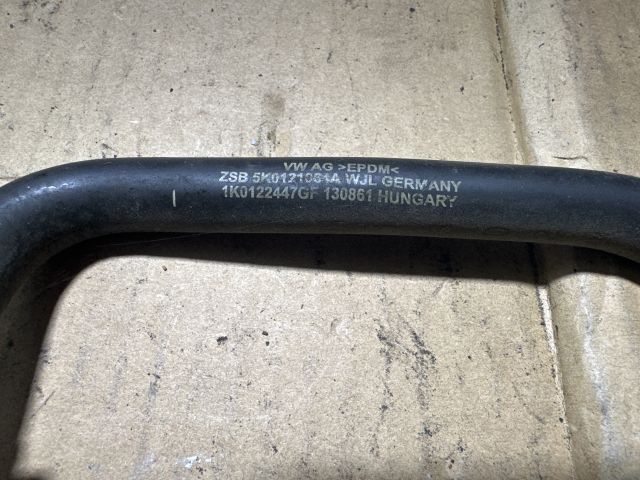 VW AG >EPDM<
ZSB 5K0121081A WJL GERMANY
1K0122447GF 130861 HUNGARY